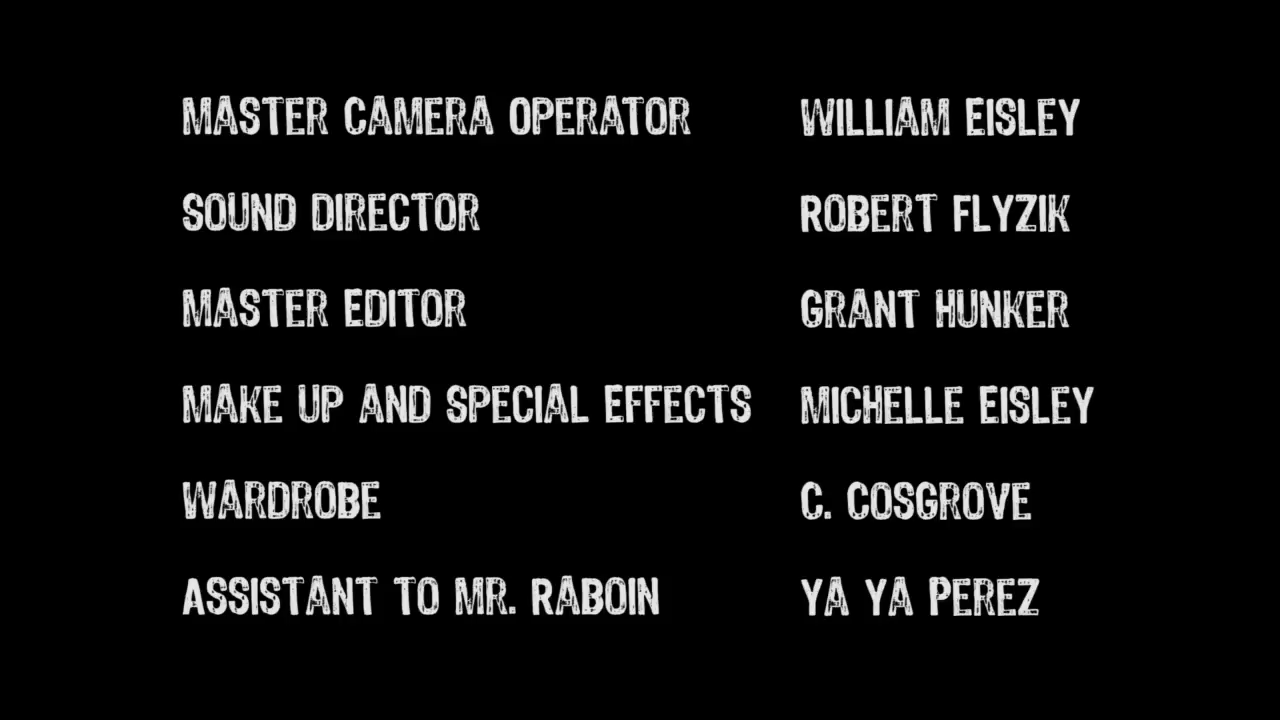 MASTER CAMERA OPERATOR WILLIAM EISLEY
SOUND DIRECTOR ROBERT FLYZIK
MASTER EDITOR GRANT HUNKER
MAKE UP AND SPECIAL EFFECTS MICHELLE EISLEY
WARDROBE C. COSGROVE
ASSISTANT TO MR. RABOIN YA YA PEREZ